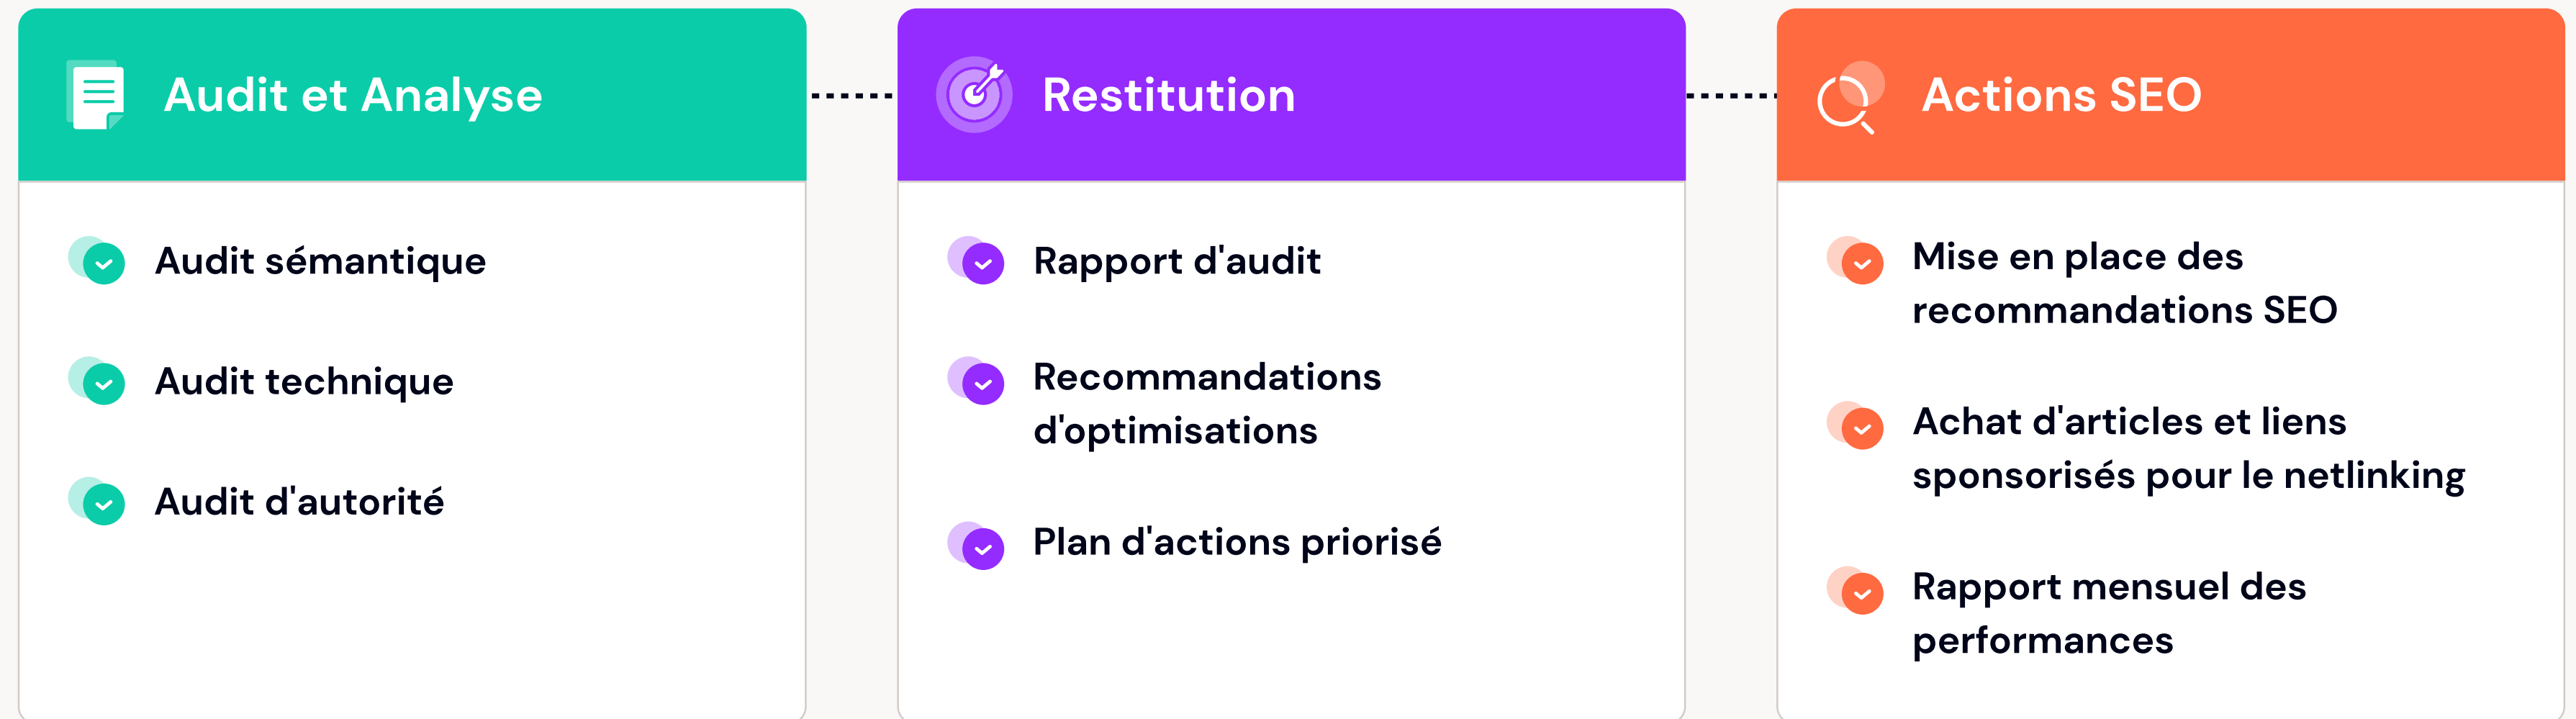 Audit et Analyse
Audit sémantique
Audit technique
Audit d'autorité
Restitution
Rapport d'audit
Recommandations
d'optimisations
Plan d'actions priorisé
Actions SEO
Mise en place des
recommandations SEO
Achat d'articles et liens
sponsorisés pour le netlinking
Rapport mensuel des
performances